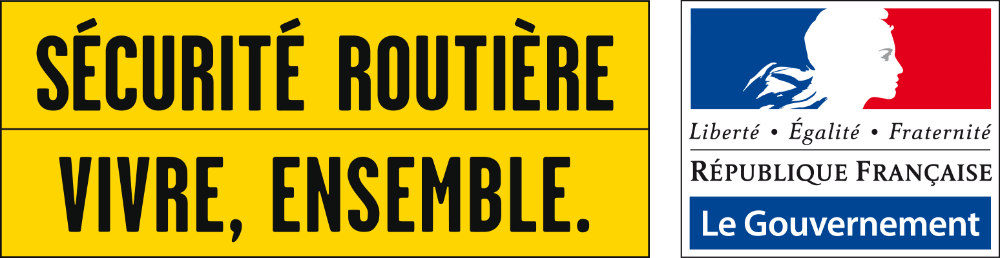 SÉCURITÉ ROUTIÈRE
VIVRE, ENSEMBLE.
Liberté • Égalité • Fraternité
RÉPUBLIQUE FRANÇAISE
Le Gouvernement